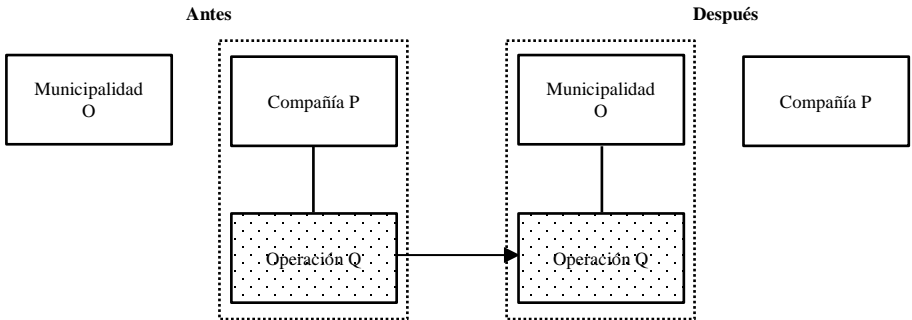 Antes
Después
Municipalidad
O
Compañía P
Municipalidad
O
Compañía P
Operación Q
Operación Q